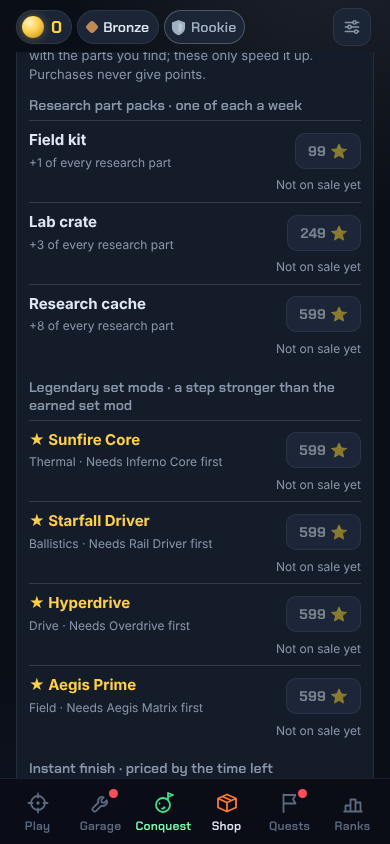 0 Bronze Rookie
with the parts you find; these only speed it up.
Purchases never give points.
Research part packs · one of each a week
Field kit
+1 of every research part
99
Not on sale yet
Lab crate
+3 of every research part
249
Not on sale yet
Research cache
+8 of every research part
599
Not on sale yet
Legendary set mods · a step stronger than the
earned set mod
★ Sunfire Core
Thermal · Needs Inferno Core first
599
Not on sale yet
★ Starfall Driver
Ballistics · Needs Rail Driver first
599
Not on sale yet
★ Hyperdrive
Drive · Needs Overdrive first
599
Not on sale yet
★ Aegis Prime
Field · Needs Aegis Matrix first
599
Not on sale yet
Instant finish · priced by the time left
Play Garage Conquest Shop Quests Ranks